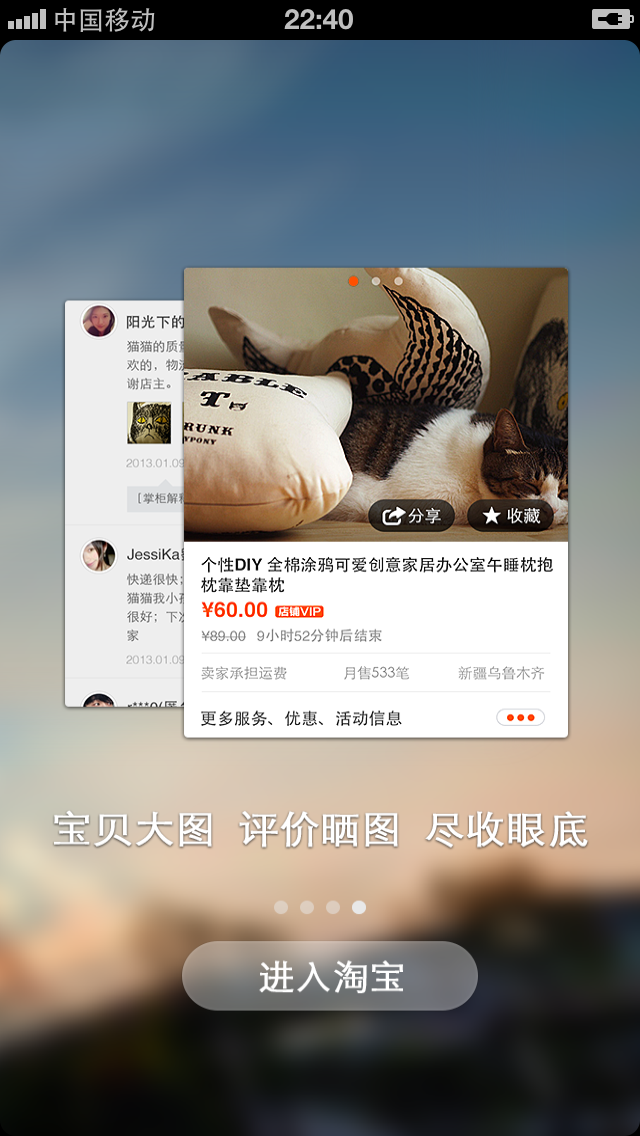 中国移动
22:40
阳光下的
猫猫的质量
欢的，物流
谢店主。
2013.01.09
[掌柜解释
JessiKa
快递很快；
猫猫我小孩
很好；下次
家
2013.01.09
ABLE
T
RUNK
YPONY
分享
收藏
个性DIY 全棉涂鸦可爱创意家居办公室午睡枕抱
枕靠垫靠枕
¥60.00 店铺VIP
¥89.00 9小时52分钟后结束
卖家承担运费 月售533笔 新疆乌鲁木齐
更多服务、优惠、活动信息
宝贝大图 评价晒图 尽收眼底
进入淘宝